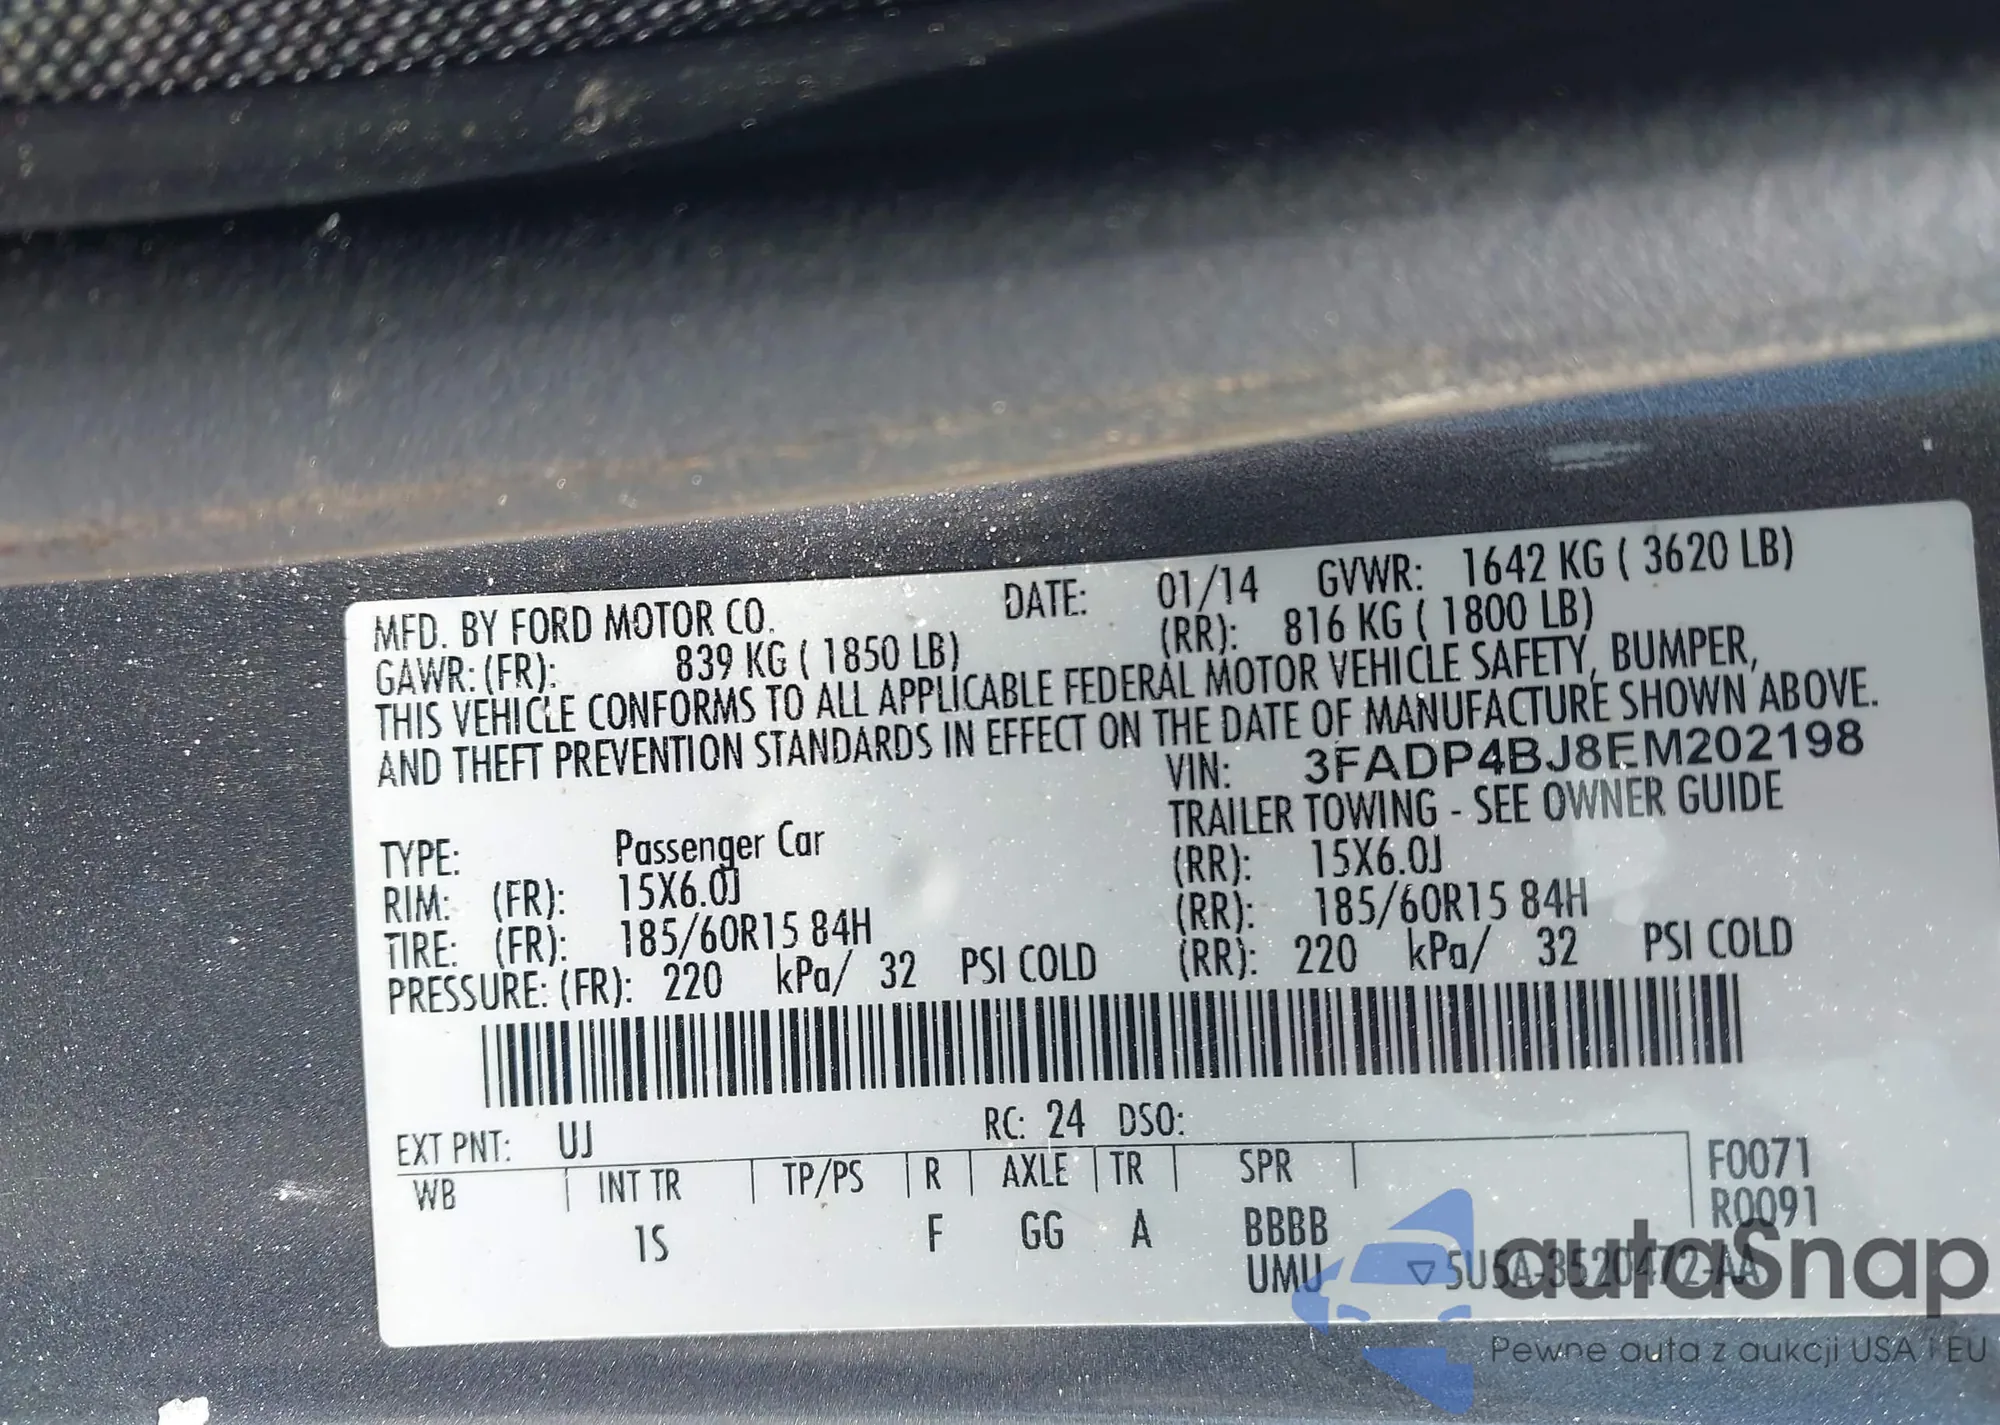 MFD. BY FORD MOTOR CO. DATE: 01/14 GVWR: 1642 KG ( 3620 LB)
GAWR: (FR): 839 KG ( 1850 LB) (RR): 816 KG ( 1800 LB)
THIS VEHICLE CONFORMS TO ALL APPLICABLE FEDERAL MOTOR VEHICLE SAFETY, BUMPER,
AND THEFT PREVENTION STANDARDS IN EFFECT ON THE DATE OF MANUFACTURE SHOWN ABOVE.
VIN: 3FADP4BJ8EM202198
TRAILER TOWING - SEE OWNER GUIDE
TYPE: Passenger Car
RIM: (FR): 15X6.0J (RR): 15X6.0J
TIRE: (FR): 185/60R15 84H (RR): 185/60R15 84H
PRESSURE: (FR): 220 kPa/ 32 PSI COLD (RR): 220 kPa/ 32 PSI COLD
EXT PNT: UJ RC: 24 DSO:
WB INT TR TP/PS R AXLE TR SPR F0071
R0091
1S F GG A BBBB
UMU ▽5U5A-3520472-AA
autaSnap
Pewne auta z aukcji USA i EU